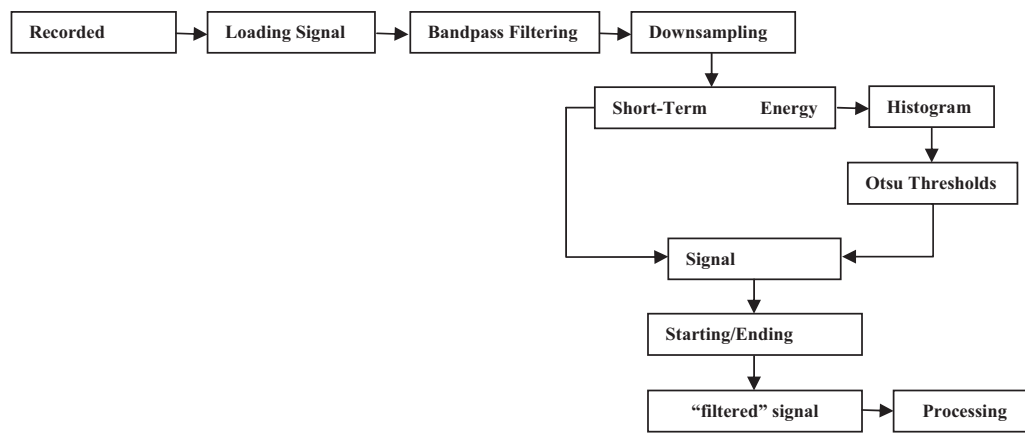 Recorded
Loading Signal
Bandpass Filtering
Downsampling
Short-Term Energy
Histogram
Otsu Thresholds
Signal
Starting/Ending
“filtered” signal
Processing